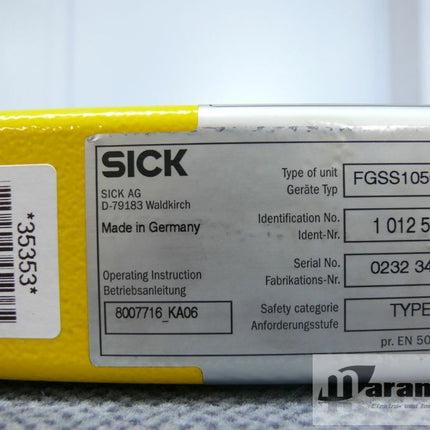 SICK
SICK AG
D-79183 Waldkirch
Made in Germany
Operating Instruction
Betriebsanleitung
8007716_KA06
Type of unit
Geräte Typ
FGSS105
Identification No.
Ident-Nr.
1 012 5
Serial No.
Fabrikations-Nr.
0232 34
Safety categorie
Anforderungsstufe
TYPE
pr. EN 50
*35353*
Maram